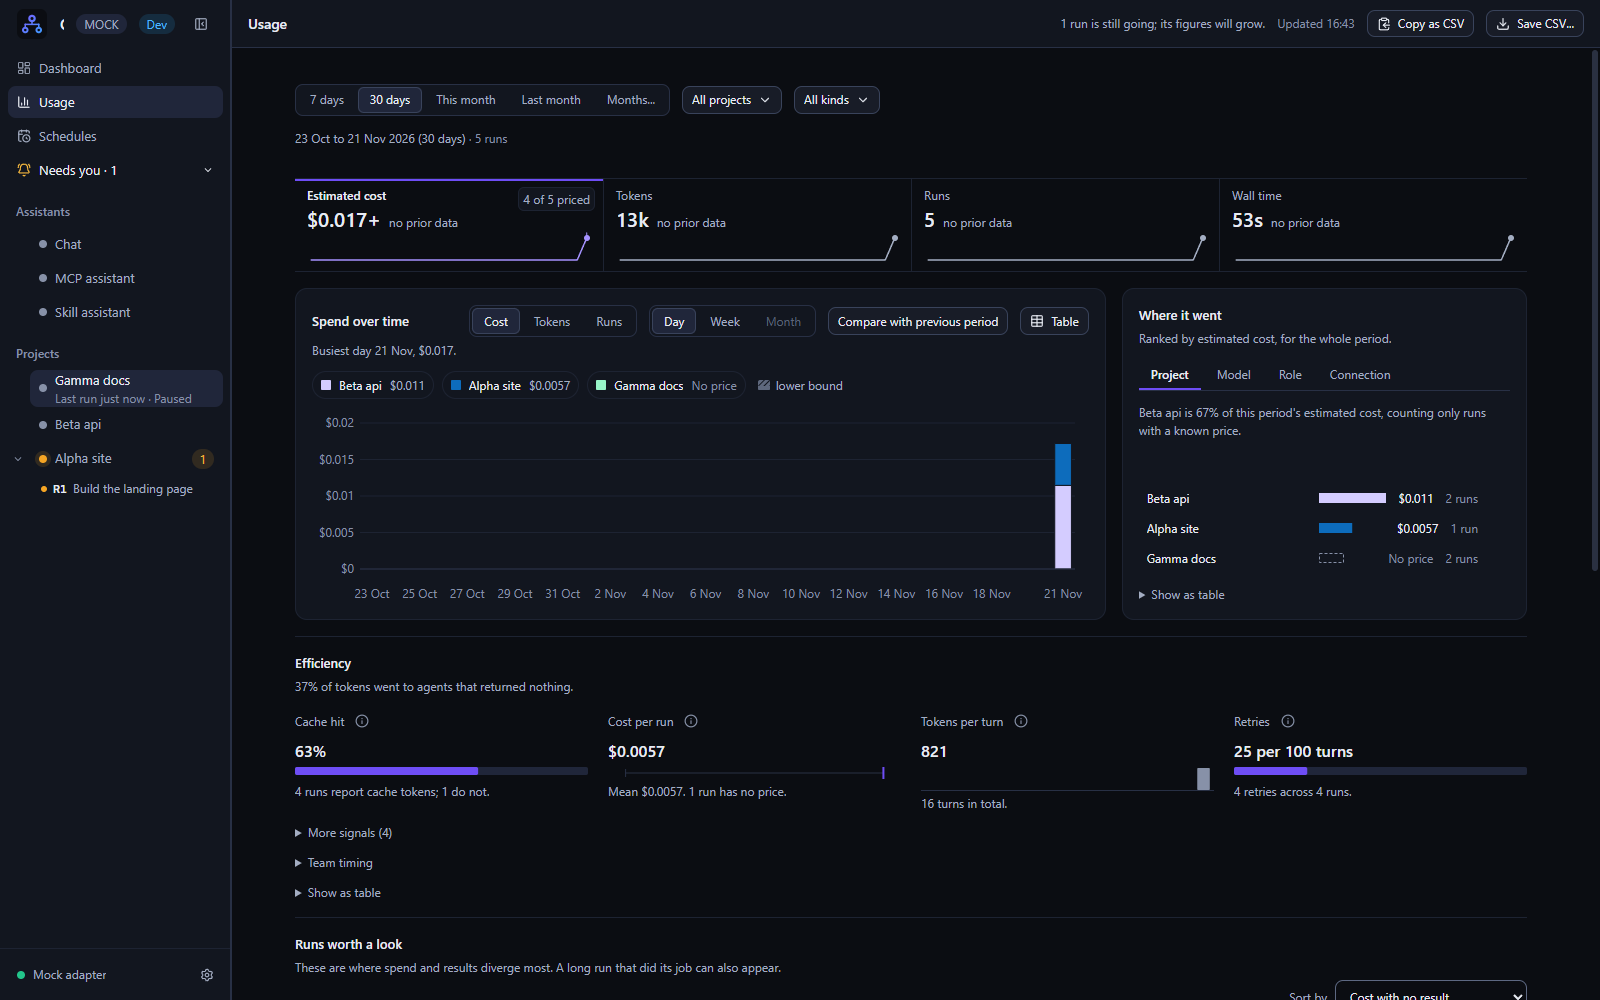 MOCK
Dev
Dashboard
Usage
Schedules
Needs you · 1
Assistants
Chat
MCP assistant
Skill assistant
Projects
Gamma docs
Last run just now · Paused
Beta api
Alpha site
1
R1 Build the landing page
Mock adapter
Usage
1 run is still going; its figures will grow.
Updated 16:43
Copy as CSV
Save CSV...
7 days
30 days
This month
Last month
Months...
All projects
All kinds
23 Oct to 21 Nov 2026 (30 days) · 5 runs
Estimated cost
4 of 5 priced
$0.017+ no prior data
Tokens
13k no prior data
Runs
5 no prior data
Wall time
53s no prior data
Spend over time
Cost
Tokens
Runs
Day
Week
Month
Compare with previous period
Table
Busiest day 21 Nov, $0.017.
Beta api $0.011
Alpha site $0.0057
Gamma docs No price
lower bound
$0.02
$0.015
$0.01
$0.005
$0
23 Oct 25 Oct 27 Oct 29 Oct 31 Oct 2 Nov 4 Nov 6 Nov 8 Nov 10 Nov 12 Nov 14 Nov 16 Nov 18 Nov 21 Nov
Where it went
Ranked by estimated cost, for the whole period.
Project
Model
Role
Connection
Beta api is 67% of this period's estimated cost, counting only runs
with a known price.
Beta api $0.011 2 runs
Alpha site $0.0057 1 run
Gamma docs No price 2 runs
Show as table
Efficiency
37% of tokens went to agents that returned nothing.
Cache hit
63%
4 runs report cache tokens; 1 do not.
Cost per run
$0.0057
Mean $0.0057. 1 run has no price.
Tokens per turn
821
16 turns in total.
Retries
25 per 100 turns
4 retries across 4 runs.
More signals (4)
Team timing
Show as table
Runs worth a look
These are where spend and results diverge most. A long run that did its job can also appear.
Sort by
Cost with no result